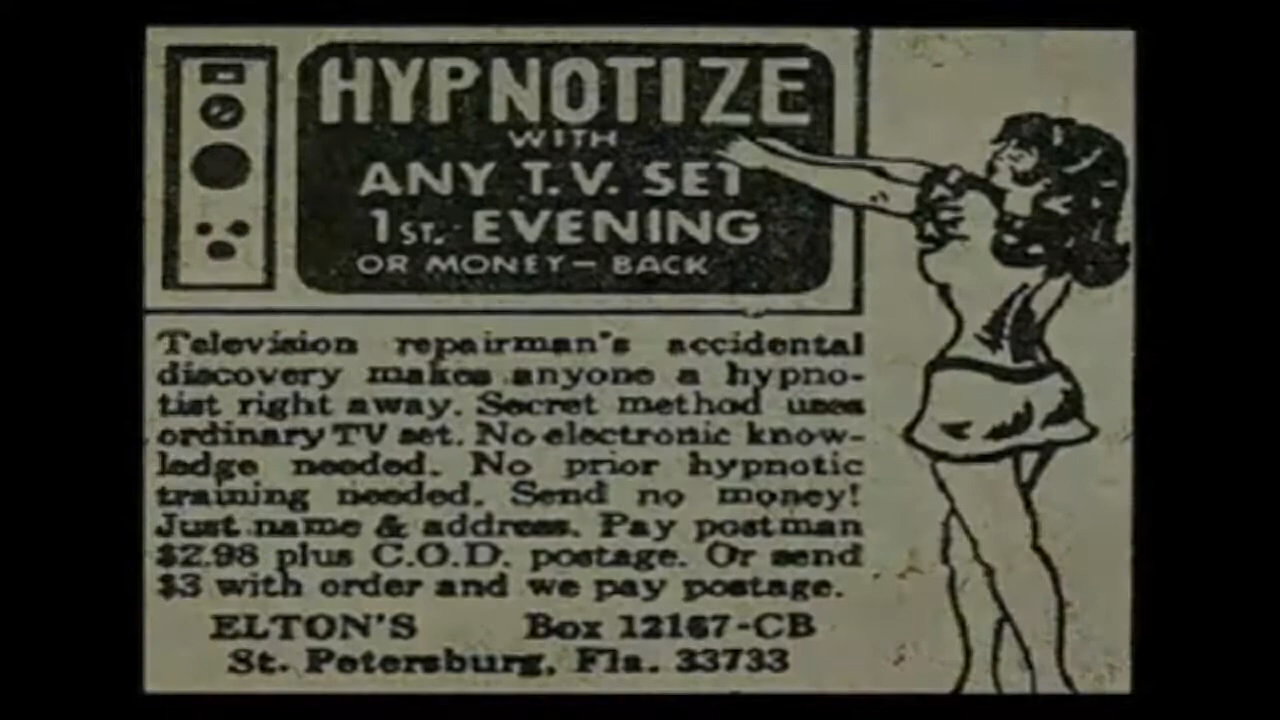 HYPNOTIZE
WITH
ANY T.V. SET
1ST. EVENING
OR MONEY-BACK
Television repairman's accidental
discovery makes anyone a hypno-
tist right away. Secret method uses
ordinary TV set. No electronic know-
ledge needed. No prior hypnotic
training needed. Send no money!
Just name & address. Pay postman
$2.98 plus C.O.D. postage. Or send
$3 with order and we pay postage.
ELTON'S Box 12167-CB
St. Petersburg, Fla. 33733